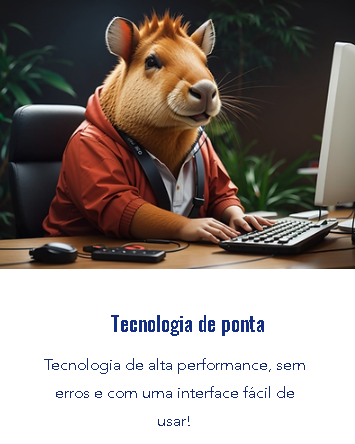 Tecnologia de ponta
Tecnologia de alta performance, sem
erros e com uma interface fácil de
usar!